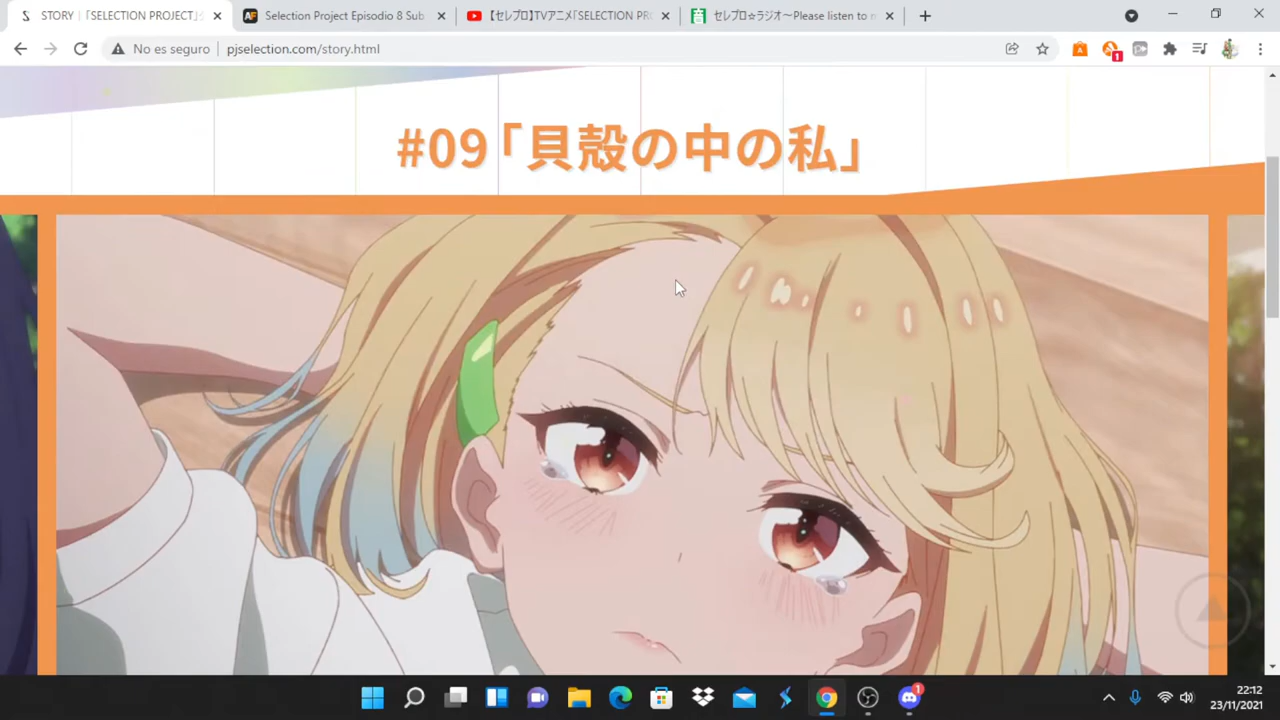 STORY | 「SELECTION PROJECT」
Selection Project Episodio 8 Sub
【セレプロ】TVアニメ「SELECTION PR
セレプロ☆ラジオ～Please listen to m
No es seguro
pjselection.com/story.html
1
#09「貝殻の中の私」
1
22:12
23/11/2021